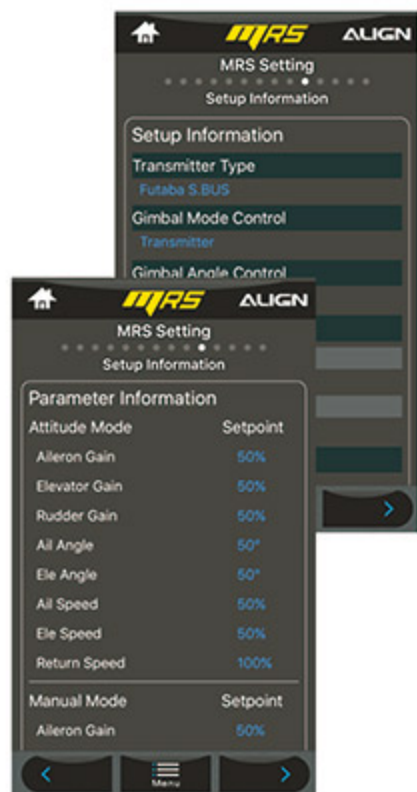 MRS ALIGN
MRS Setting
Setup Information
Setup Information
Transmitter Type
Futaba S.BUS
Gimbal Mode Control
Transmitter
Gimbal Angle Control
MRS ALIGN
MRS Setting
Setup Information
Parameter Information
Attitude Mode Setpoint
Aileron Gain 50%
Elevator Gain 50%
Rudder Gain 50%
Ail Angle 50°
Ele Angle 50°
Ail Speed 50%
Ele Speed 50%
Return Speed 100%
Manual Mode Setpoint
Aileron Gain 50%
Menu